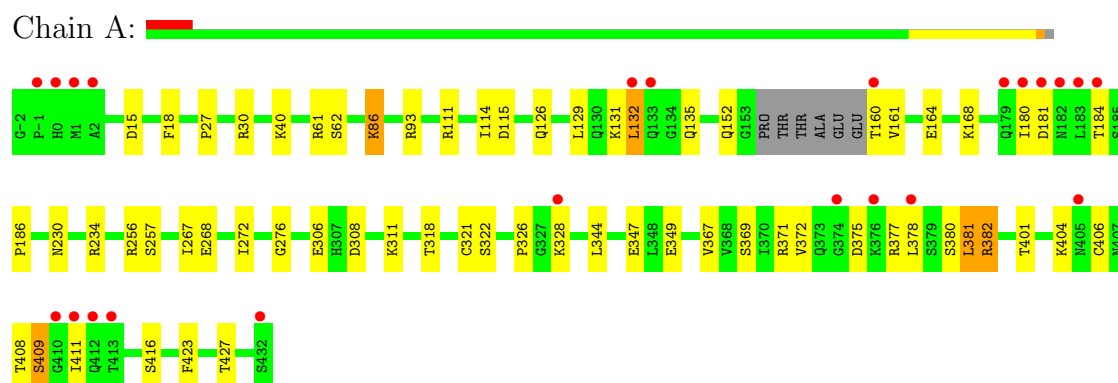 Chain A:
G-2 P-1 H0 M1 A2 D15 F18 P27 R30 K40 R61 S62 K86 R93 R111 I114 D115 Q126 L129 Q130 K131 L132 Q133 G134 Q135 Q152 G153 PRO THR THR ALA GLU GLU T160 V161 E164 K168 Q179 I180 D181 N182 L183 T184 I185
P186 N230 R234 R256 S257 I267 E268 I272 G276 E306 H307 D308 K311 T318 C321 S322 P326 G327 K328 L344 E347 L348 E349 V367 V368 S369 I370 R371 V372 Q373 G374 D375 K376 R377 L378 S379 S380 L381 R382 T401 K404 N405 C406 N407
T408 S409 G410 I411 Q412 T413 S416 F423 T427 S432